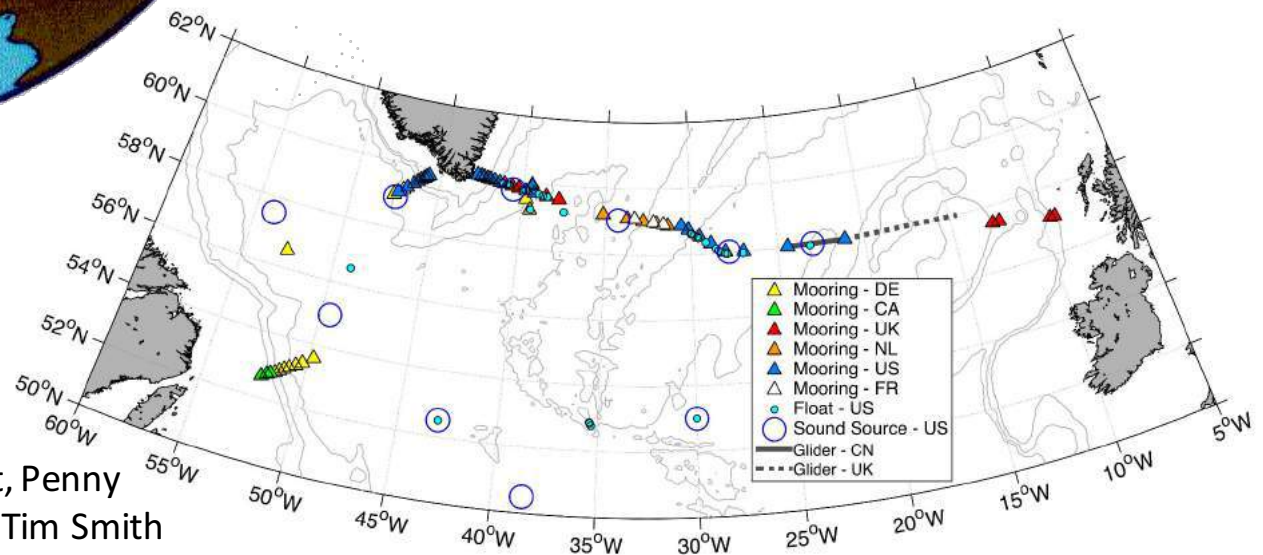 62°N
60°N
58°N
56°N
54°N
52°N
50°N
60°W
55°W
50°W
45°W
40°W
35°W
30°W
25°W
20°W
15°W
10°W
5°W
Mooring - DE
Mooring - CA
Mooring - UK
Mooring - NL
Mooring - US
Mooring - FR
Float - US
Sound Source - US
Glider - CN
Glider - UK
, Penny
Tim Smith